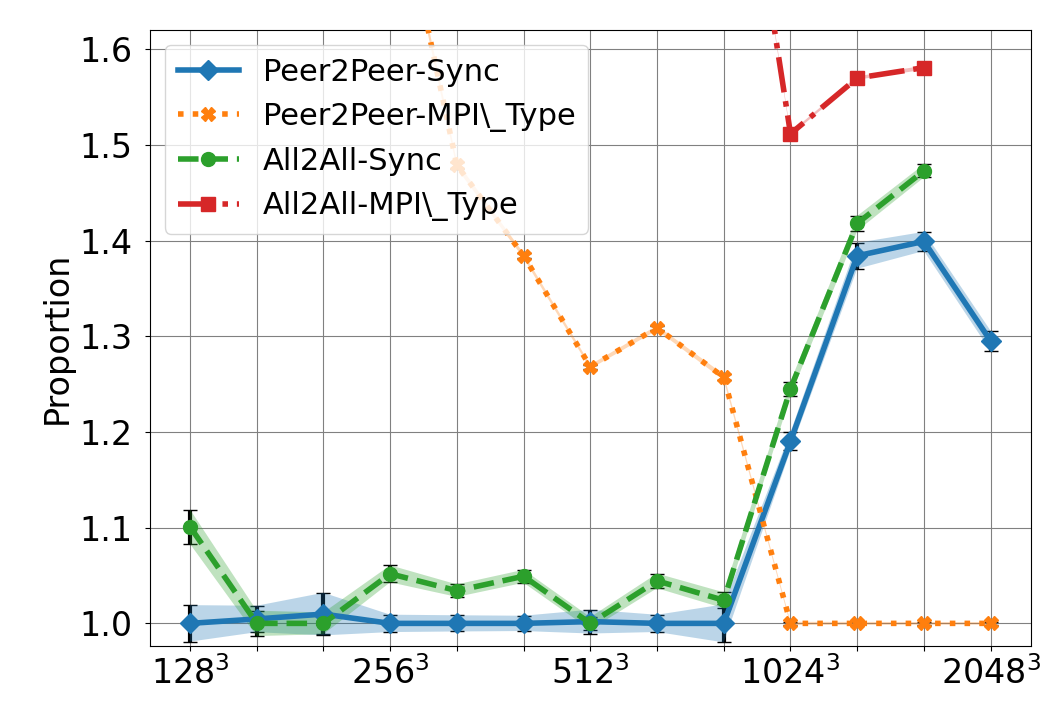 1.6
1.5
1.4
1.3
1.2
1.1
1.0
Proportion
Peer2Peer-Sync
Peer2Peer-MPI\_Type
All2All-Sync
All2All-MPI\_Type
128³ 256³ 512³ 1024³ 2048³